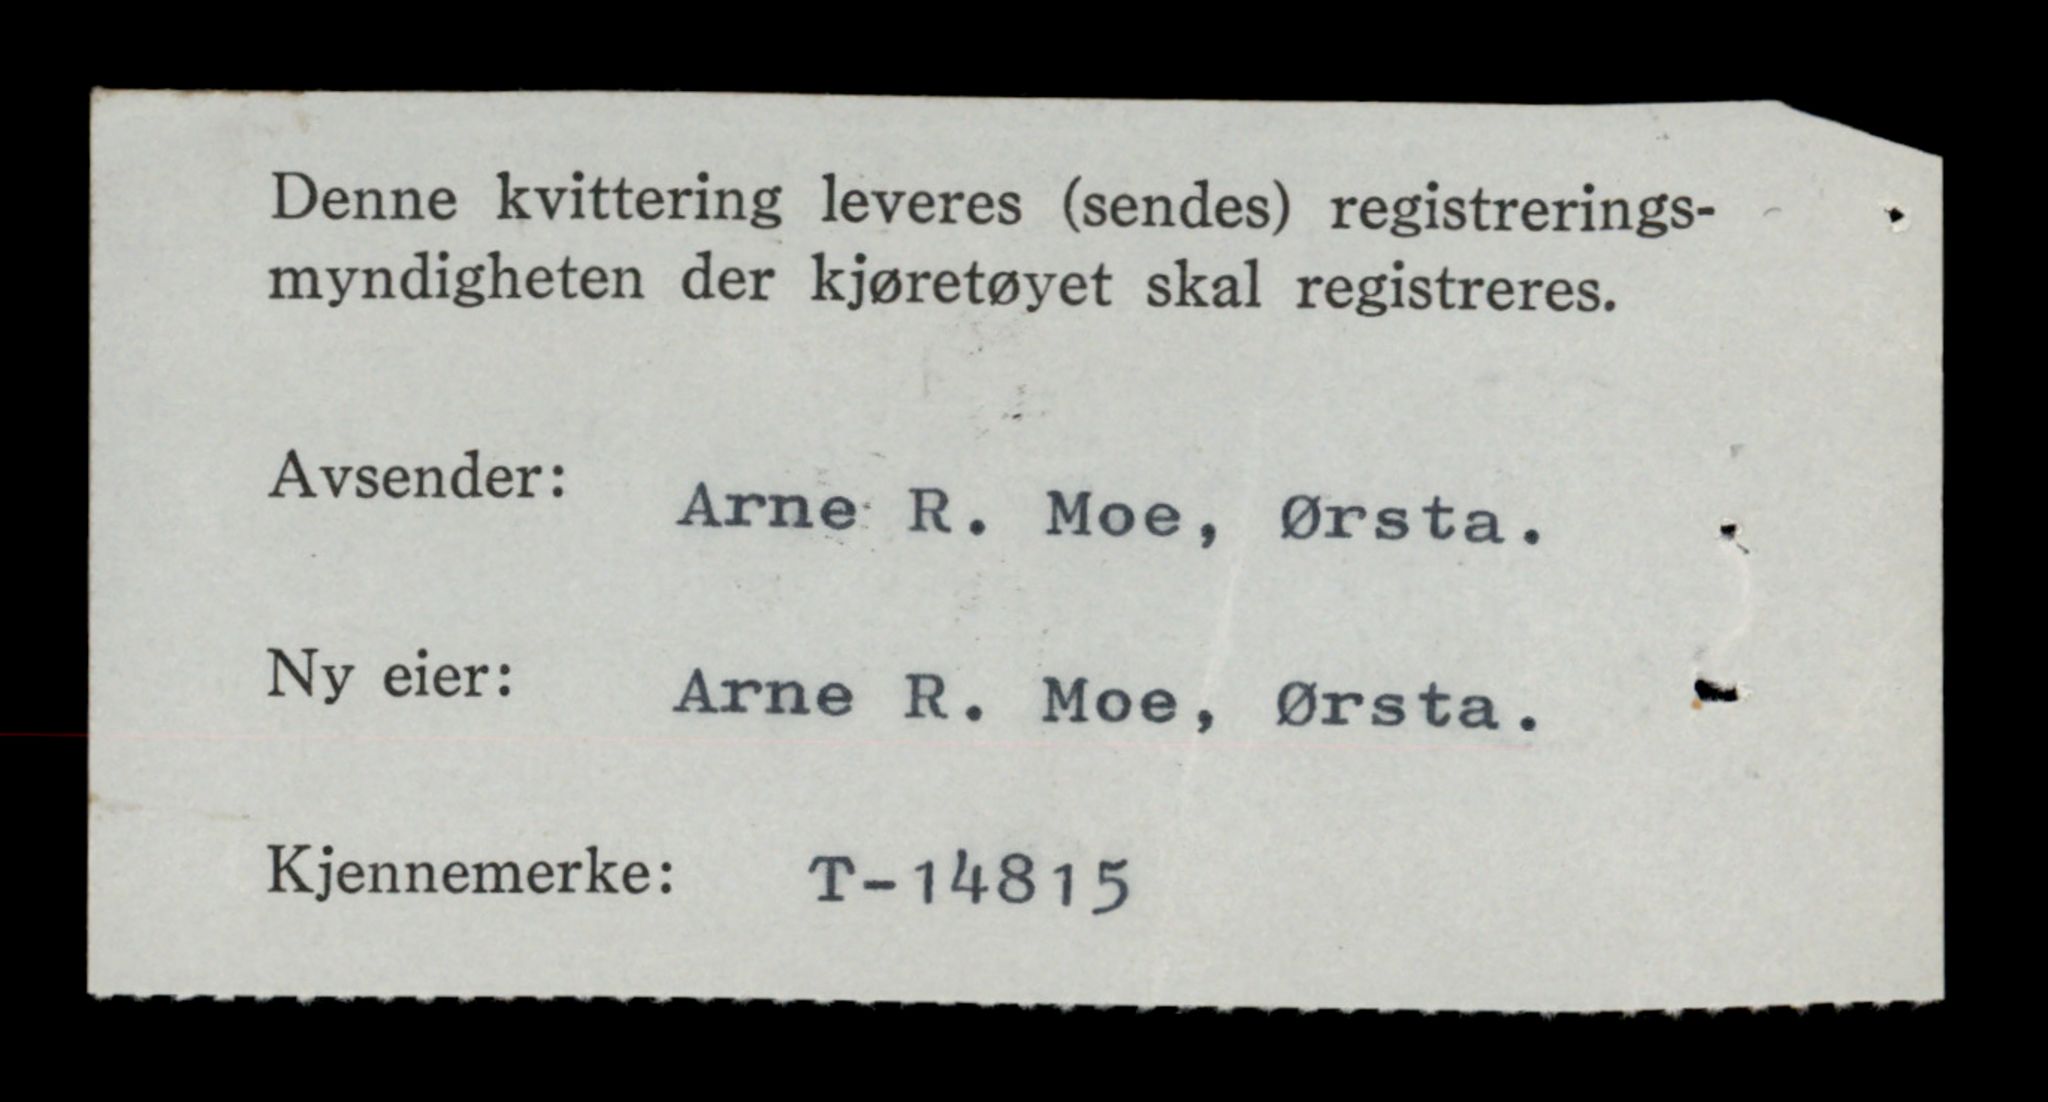 Denne kvittering leveres (sendes) registrerings-
myndigheten der kjøretøyet skal registreres.
Avsender: Arne R. Moe, Ørsta.
Ny eier: Arne R. Moe, Ørsta.
Kjennemerke: T-14815